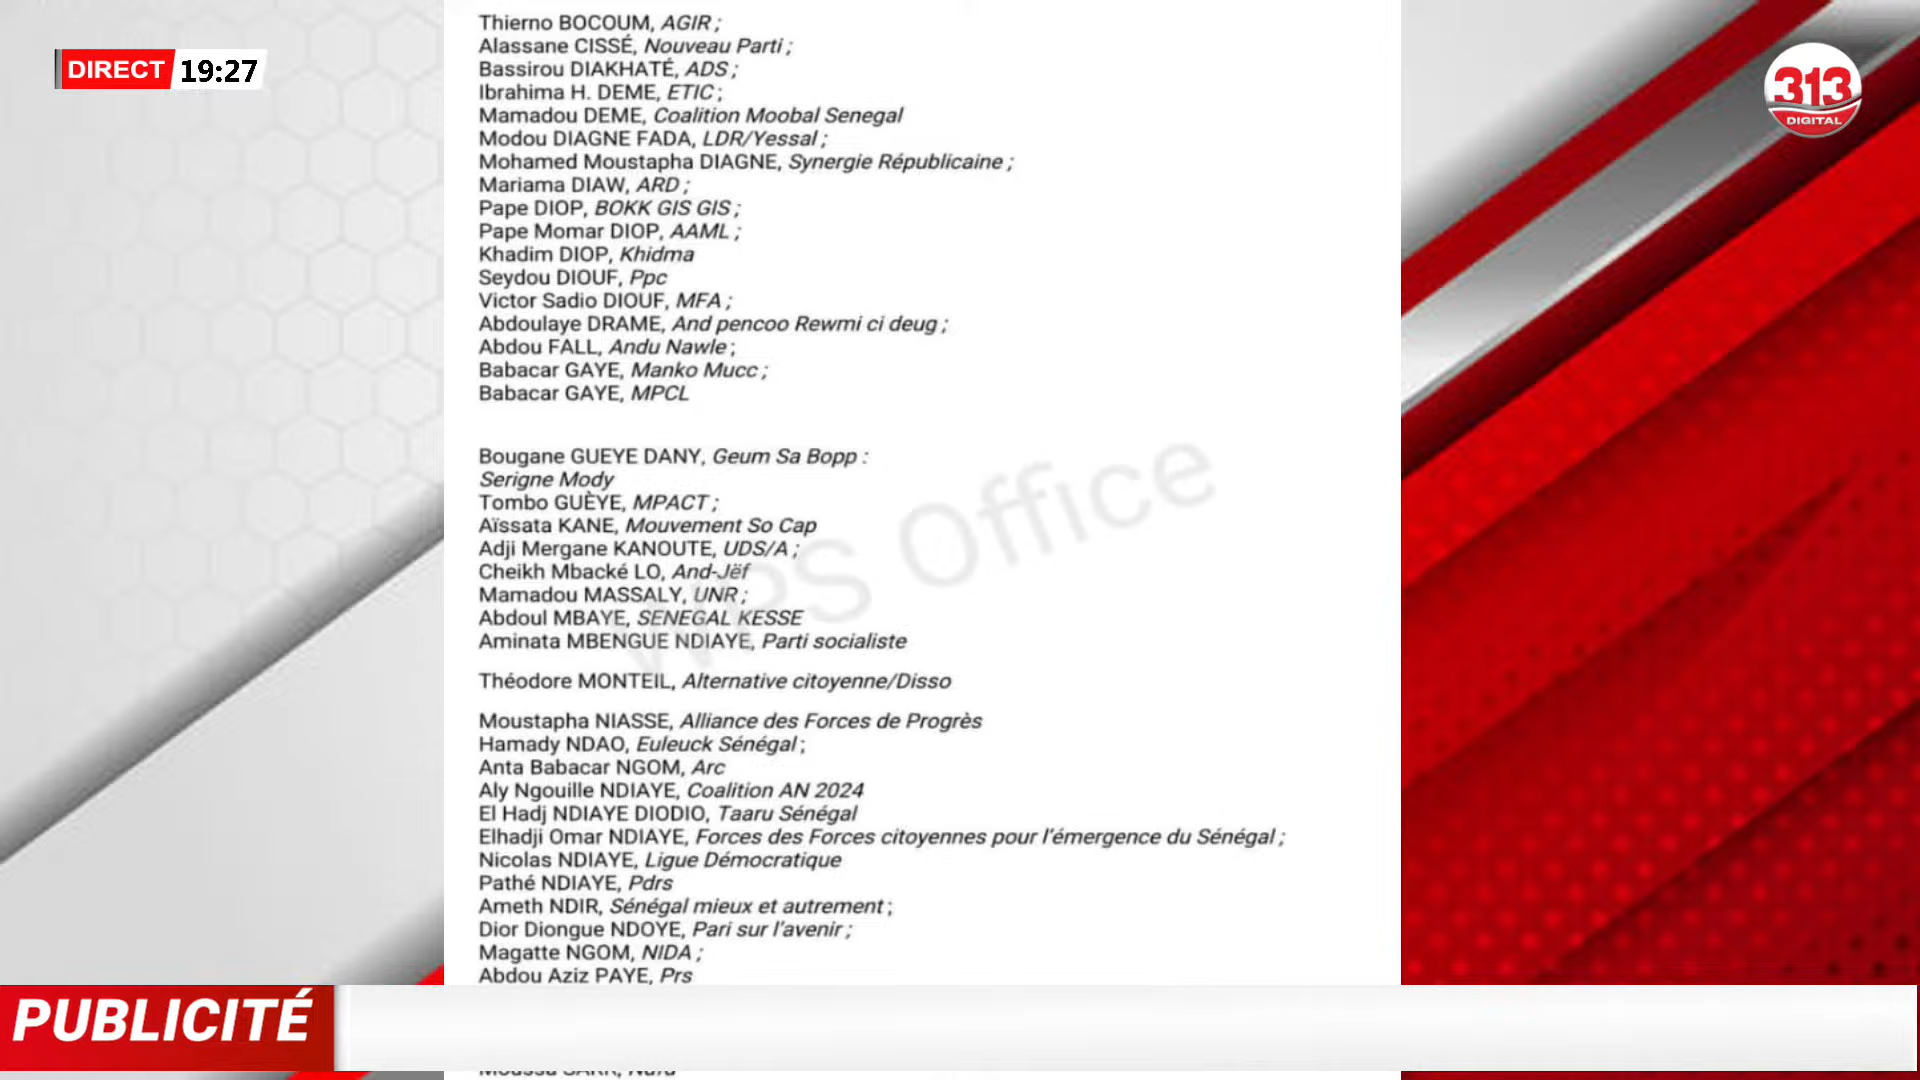 DIRECT 19:27
313
DIGITAL
Thierno BOCOUM, AGIR ;
Alassane CISSÉ, Nouveau Parti ;
Bassirou DIAKHATÉ, ADS ;
Ibrahima H. DEME, ETIC ;
Mamadou DEME, Coalition Moobal Senegal
Modou DIAGNE FADA, LDR/Yessal ;
Mohamed Moustapha DIAGNE, Synergie Républicaine ;
Mariama DIAW, ARD ;
Pape DIOP, BOKK GIS GIS ;
Pape Momar DIOP, AAML ;
Khadim DIOP, Khidma
Seydou DIOUF, Ppc
Victor Sadio DIOUF, MFA ;
Abdoulaye DRAME, And pencoo Rewmi ci deug ;
Abdou FALL, Andu Nawle ;
Babacar GAYE, Manko Mucc ;
Babacar GAYE, MPCL
Bougane GUEYE DANY, Geum Sa Bopp :
Serigne Mody
Tombo GUÈYE, MPACT ;
Aïssata KANE, Mouvement So Cap
Adji Mergane KANOUTE, UDS/A ;
Cheikh Mbacké LO, And-Jëf
Mamadou MASSALY, UNR ;
Abdoul MBAYE, SENEGAL KESSE
Aminata MBENGUE NDIAYE, Parti socialiste
WPS Office
Théodore MONTEIL, Alternative citoyenne/Disso
Moustapha NIASSE, Alliance des Forces de Progrès
Hamady NDAO, Euleuck Sénégal ;
Anta Babacar NGOM, Arc
Aly Ngouille NDIAYE, Coalition AN 2024
El Hadj NDIAYE DIODIO, Taaru Sénégal
Elhadji Omar NDIAYE, Forces des Forces citoyennes pour l'émergence du Sénégal ;
Nicolas NDIAYE, Ligue Démocratique
Pathé NDIAYE, Pdrs
Ameth NDIR, Sénégal mieux et autrement ;
Dior Diongue NDOYE, Pari sur l'avenir ;
Magatte NGOM, NIDA ;
Abdou Aziz PAYE, Prs
PUBLICITÉ